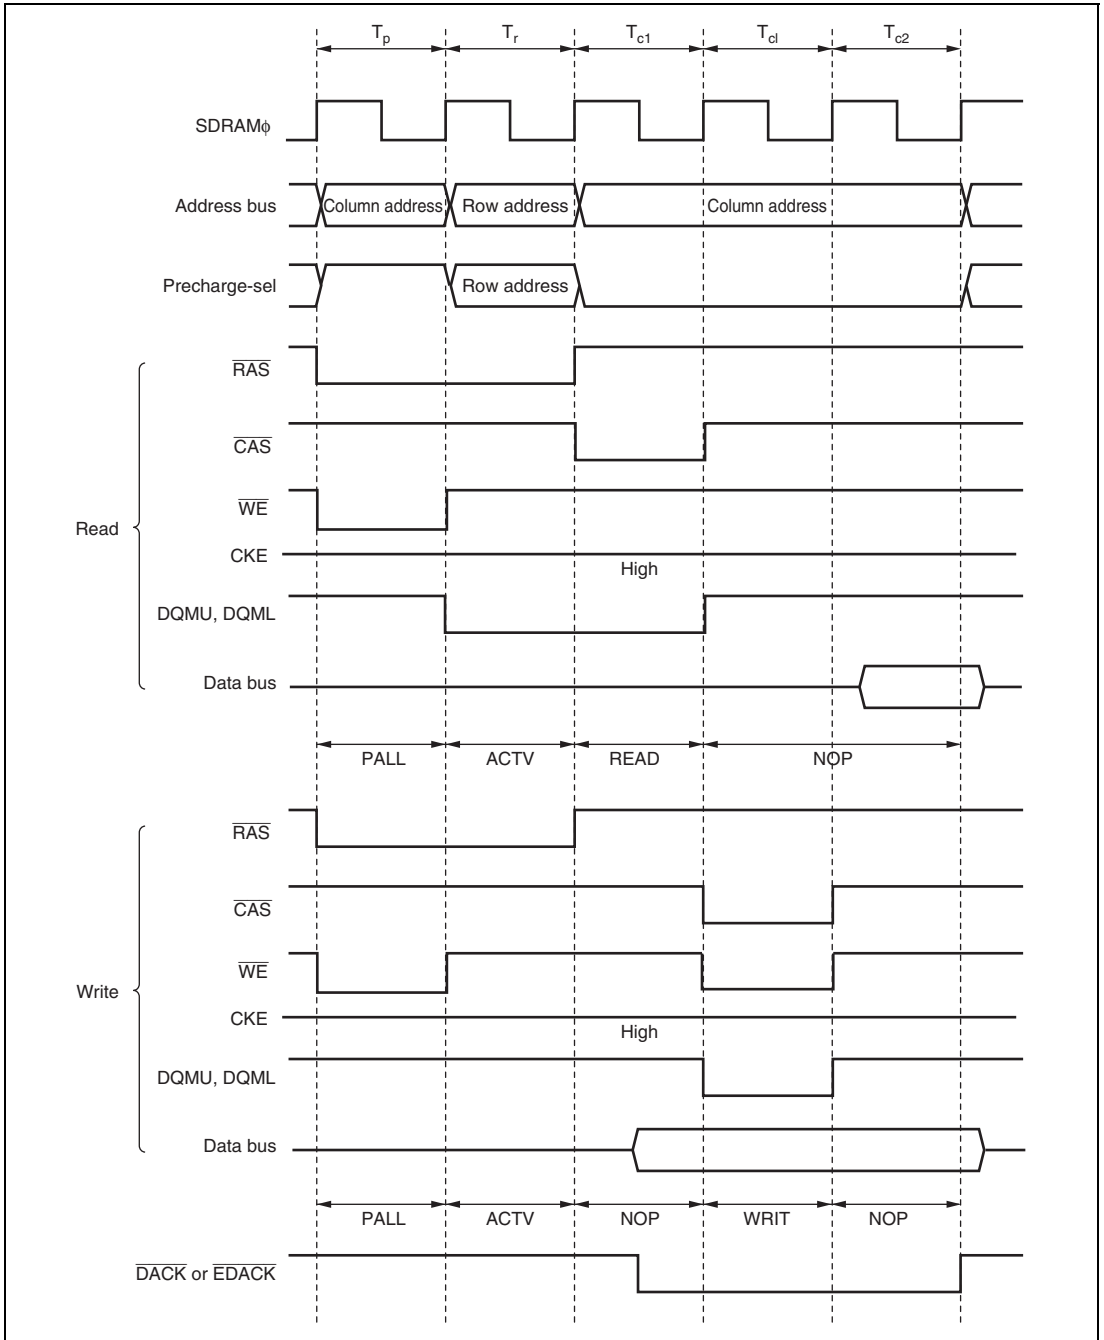 Tp Tr Tc1 Tcl Tc2
SDRAMϕ
Address bus Column address Row address Column address
Precharge-sel Row address
RAS
CAS
WE
Read
CKE
High
DQMU, DQML
Data bus
PALL ACTV READ NOP
RAS
CAS
WE
Write
CKE
High
DQMU, DQML
Data bus
PALL ACTV NOP WRIT NOP
DACK or EDACK